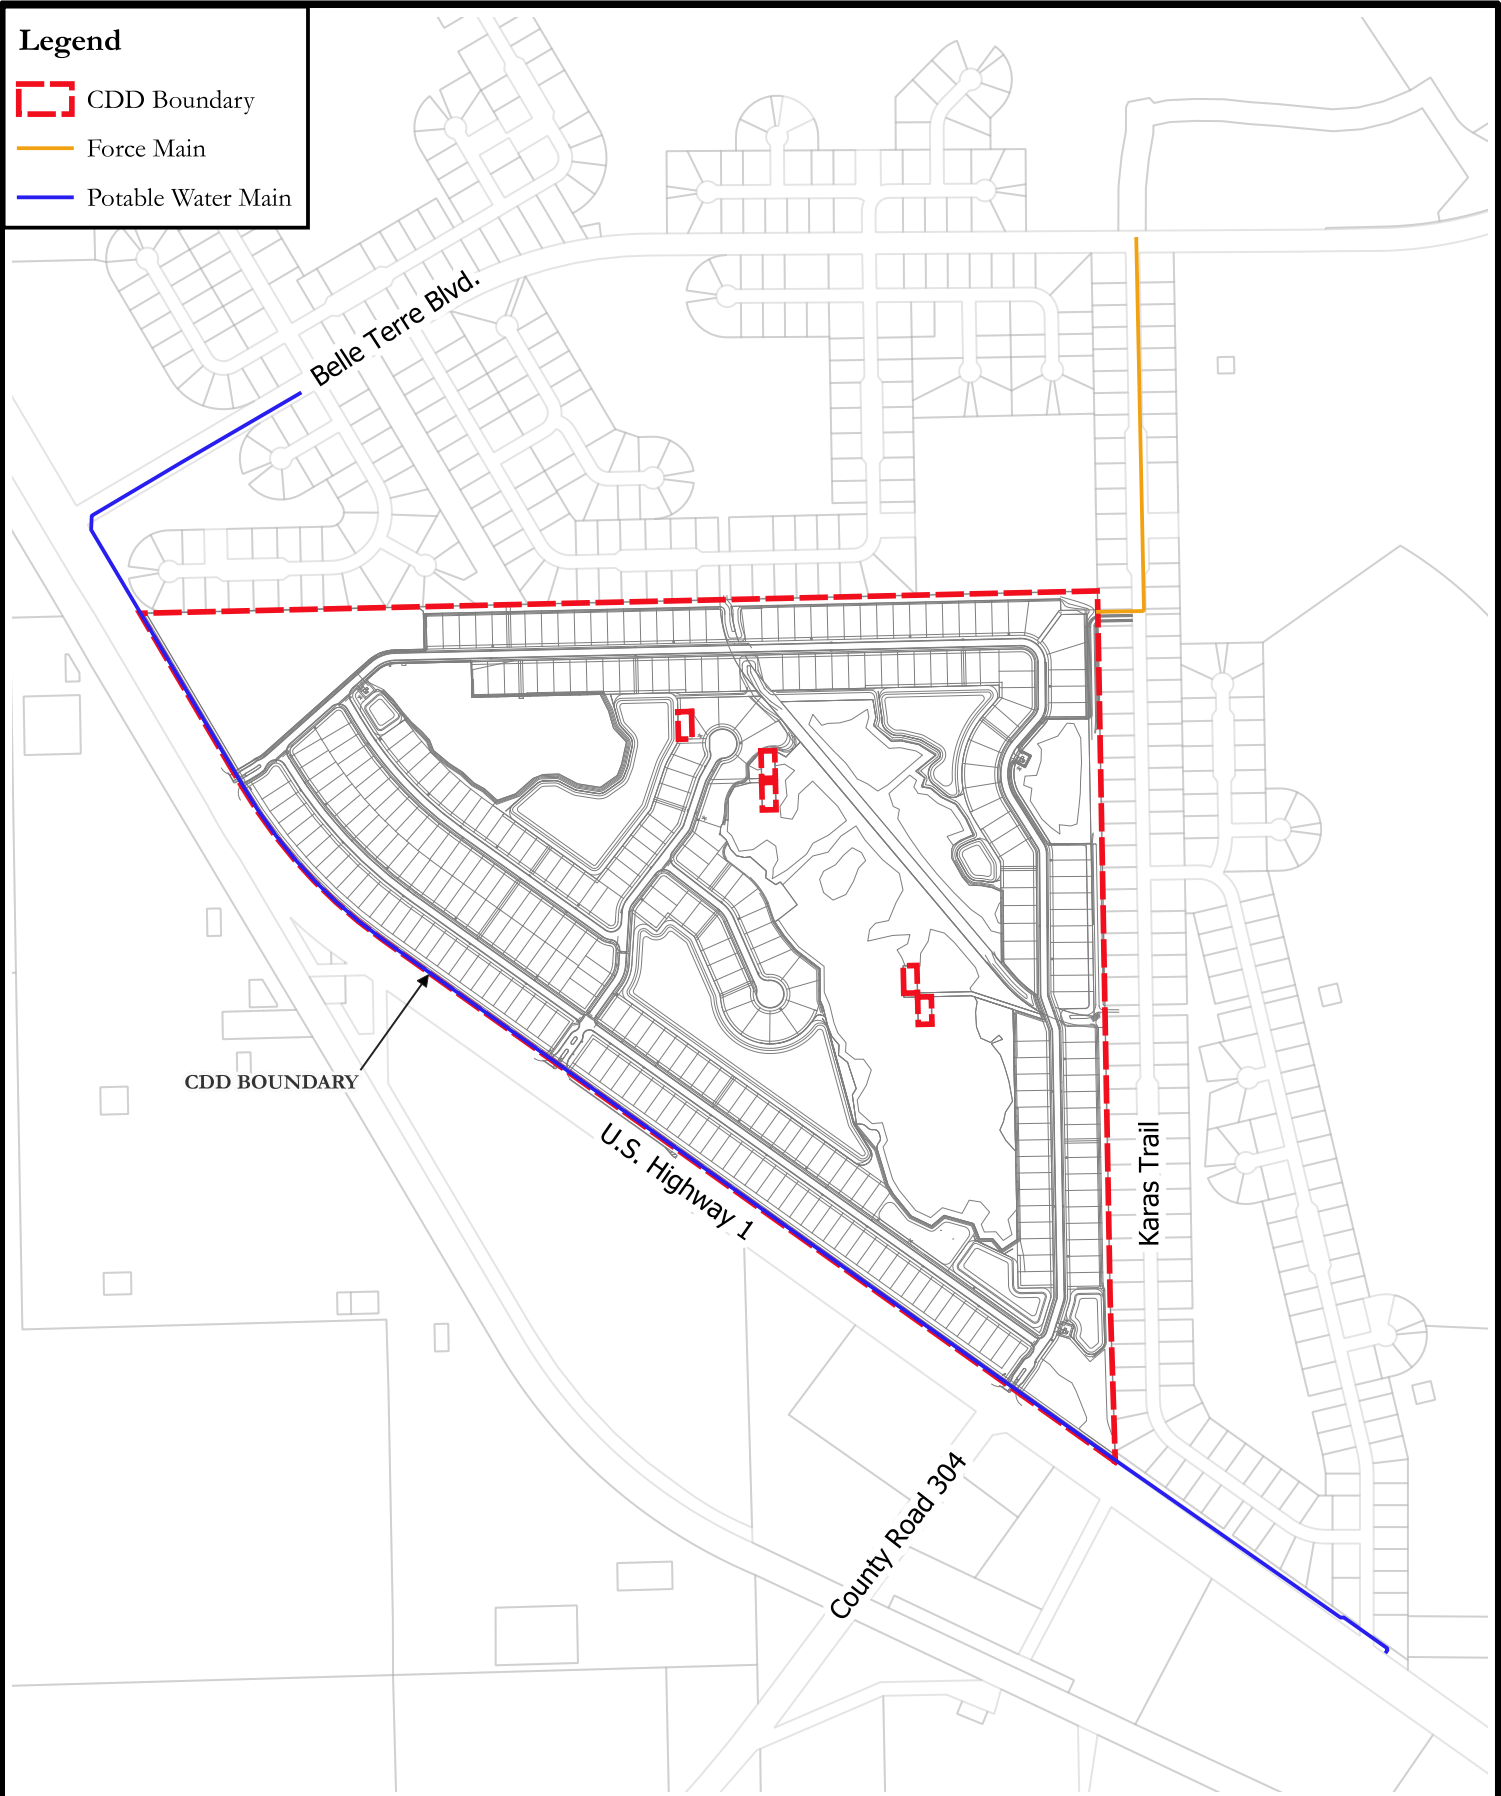 Legend
CDD Boundary
Force Main
Potable Water Main
Belle Terre Blvd.
CDD BOUNDARY
U.S. Highway 1
Karas Trail
County Road 304